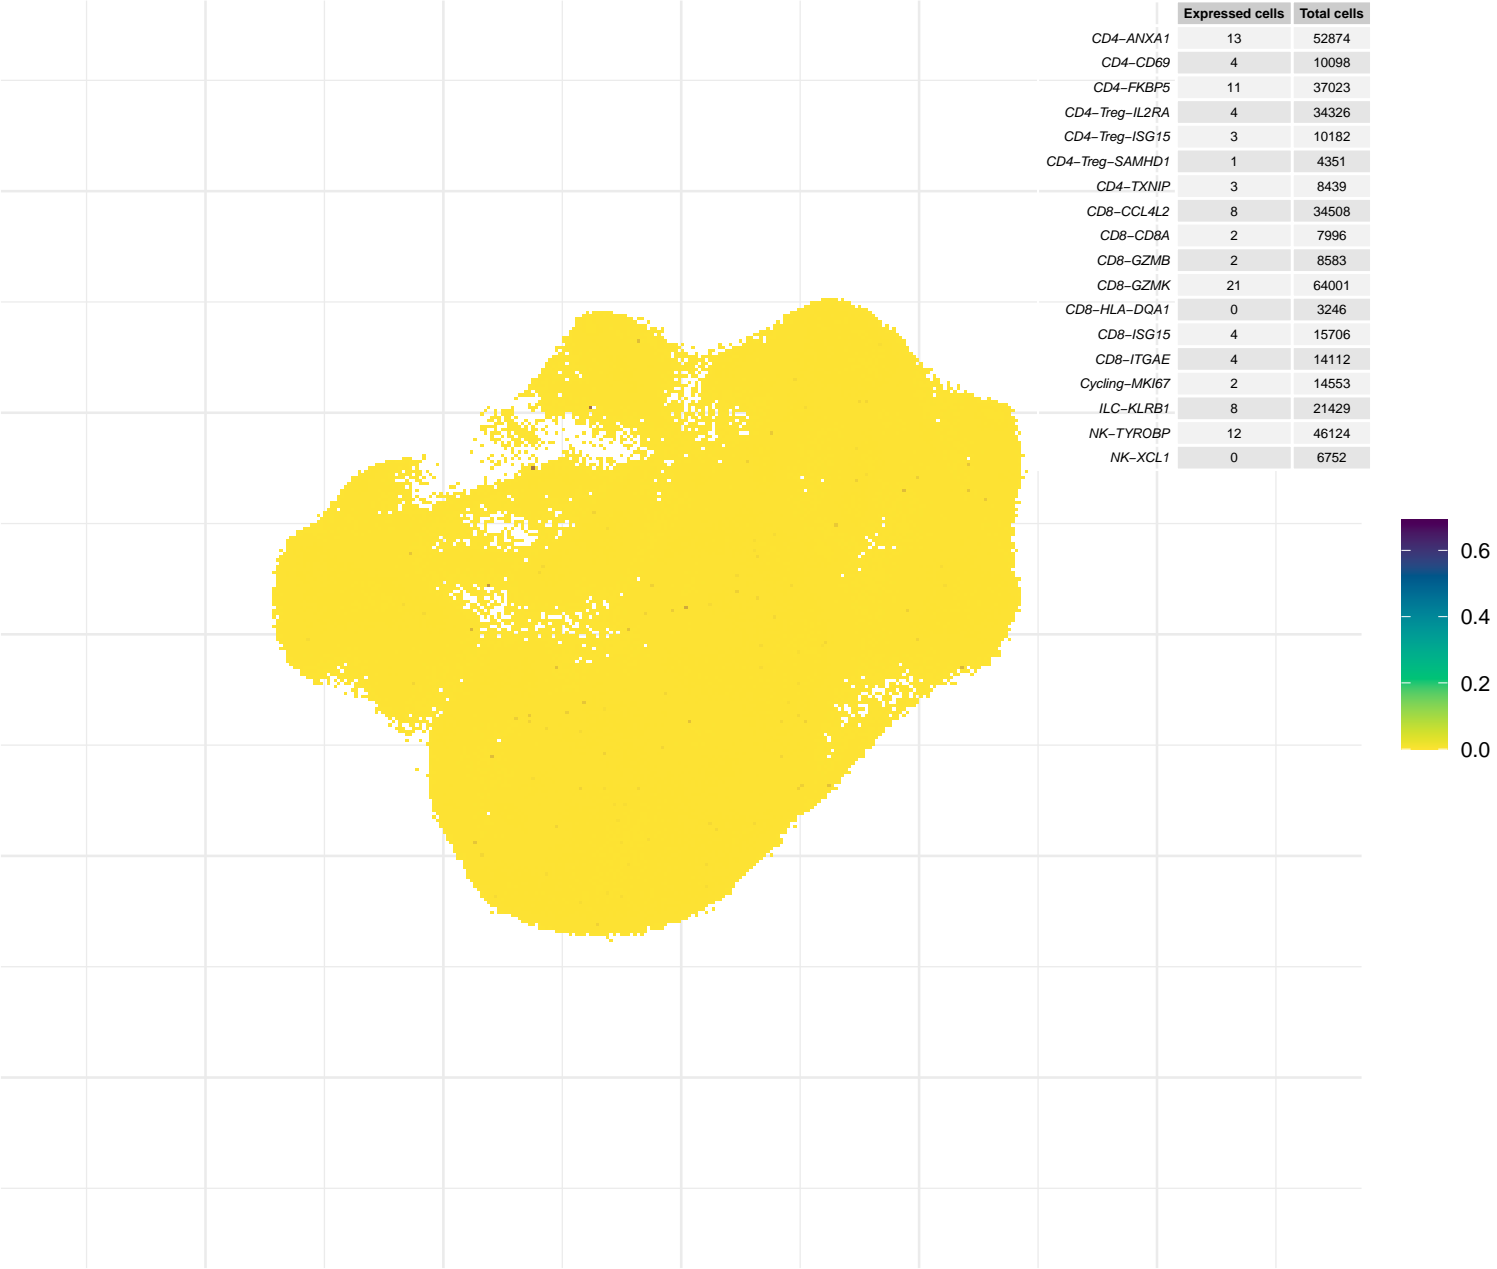 Expressed cells Total cells
CD4−ANXA1 13 52874
CD4−CD69 4 10098
CD4−FKBP5 11 37023
CD4−Treg−IL2RA 4 34326
CD4−Treg−ISG15 3 10182
CD4−Treg−SAMHD1 1 4351
CD4−TXNIP 3 8439
CD8−CCL4L2 8 34508
CD8−CD8A 2 7996
CD8−GZMB 2 8583
CD8−GZMK 21 64001
CD8−HLA−DQA1 0 3246
CD8−ISG15 4 15706
CD8−ITGAE 4 14112
Cycling−MKI67 2 14553
ILC−KLRB1 8 21429
NK−TYROBP 12 46124
NK−XCL1 0 6752
0.6
0.4
0.2
0.0